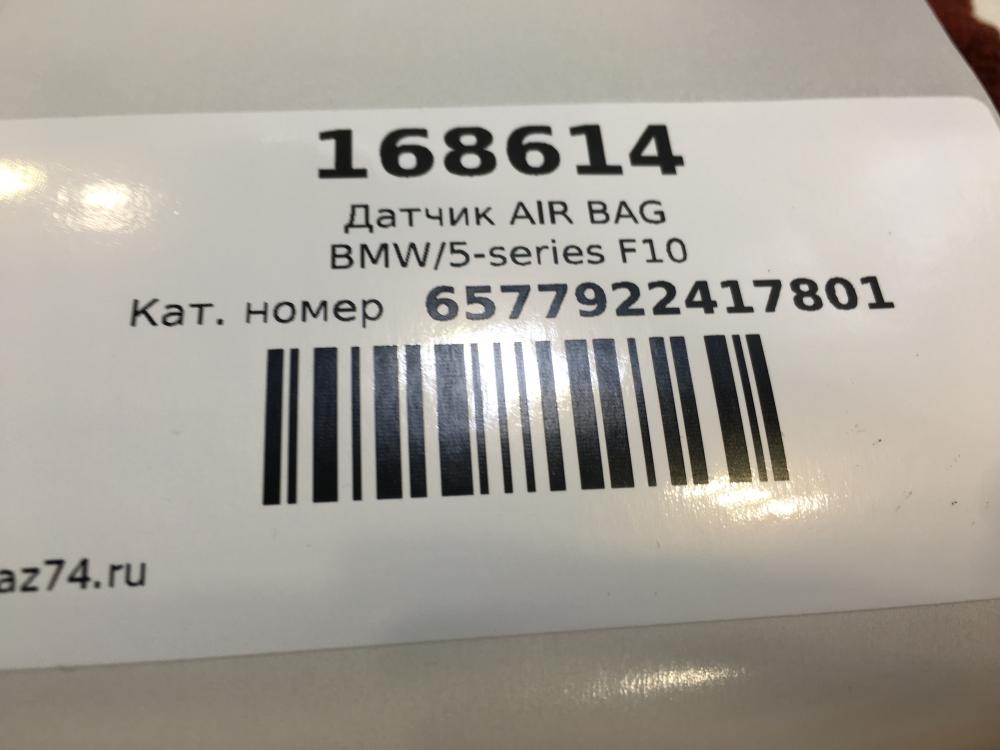 168614
Датчик AIR BAG
BMW/5-series F10
Кат. номер 6577922417801
az74.ru